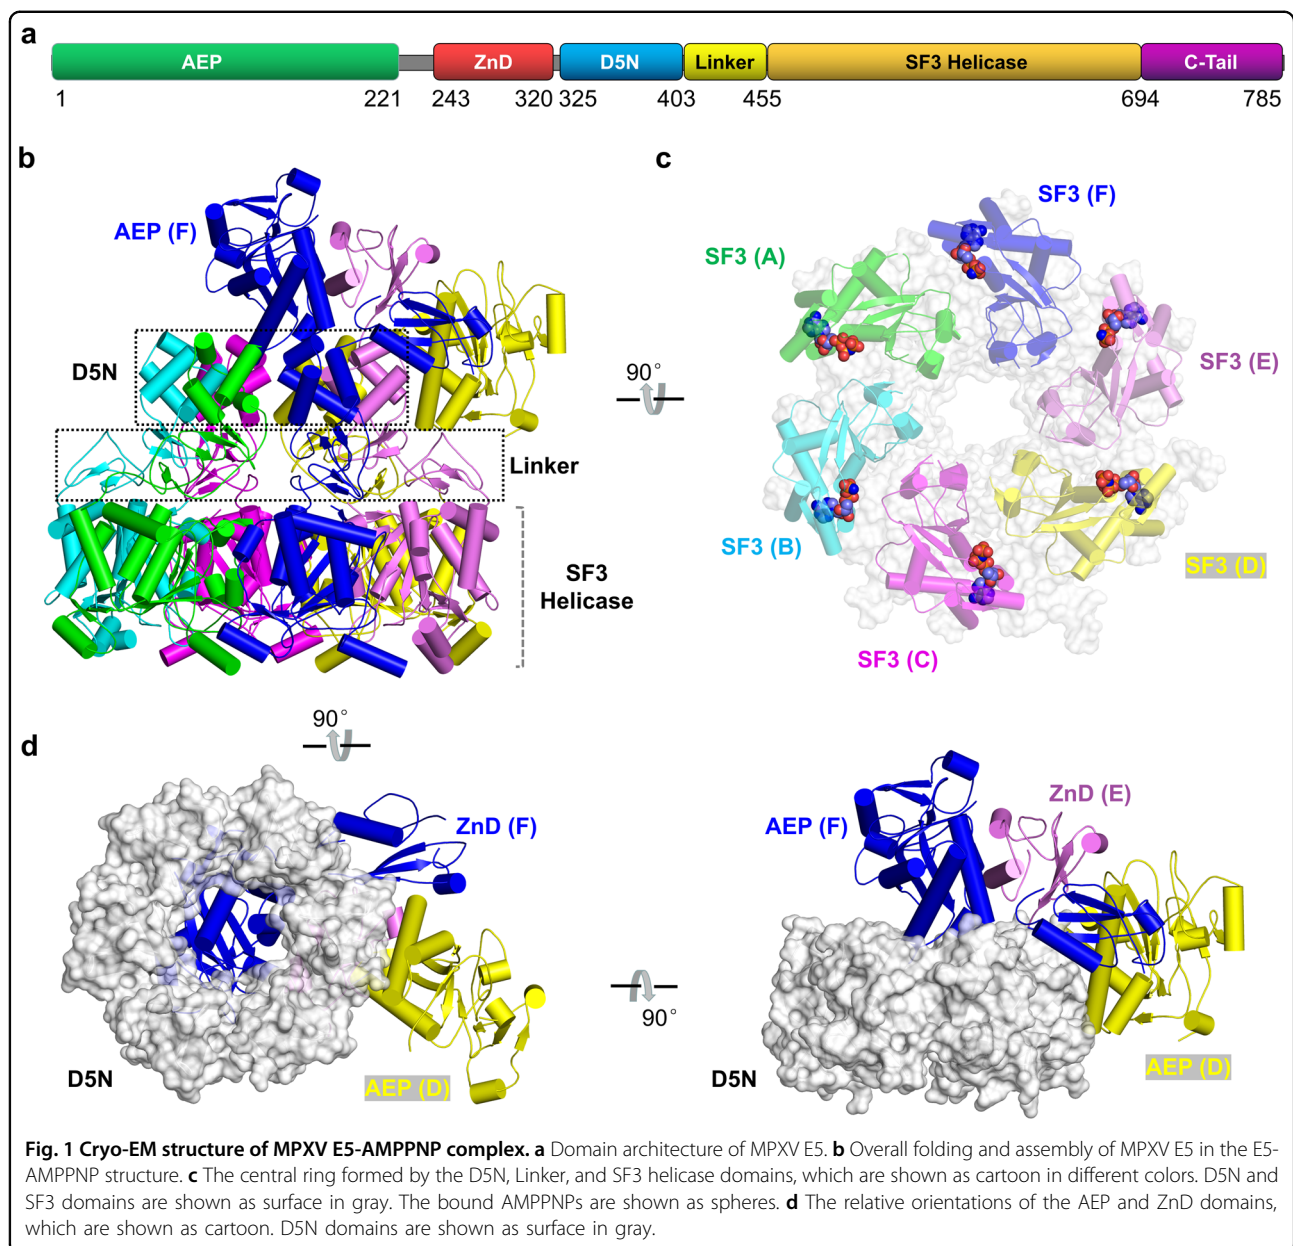 a
AEP ZnD D5N Linker SF3 Helicase C-Tail
1 221 243 320 325 403 455 694 785
b
AEP (F)
D5N
Linker
SF3
Helicase
90°
c
SF3 (F)
SF3 (A)
SF3 (E)
SF3 (B)
SF3 (D)
SF3 (C)
90°
d
ZnD (F)
AEP (D)
D5N
90°
ZnD (E)
AEP (F)
AEP (D)
D5N
Fig. 1 Cryo-EM structure of MPXV E5-AMPPNP complex. a Domain architecture of MPXV E5. b Overall folding and assembly of MPXV E5 in the E5-
AMPPNP structure. c The central ring formed by the D5N, Linker, and SF3 helicase domains, which are shown as cartoon in different colors. D5N and
SF3 domains are shown as surface in gray. The bound AMPPNPs are shown as spheres. d The relative orientations of the AEP and ZnD domains,
which are shown as cartoon. D5N domains are shown as surface in gray.